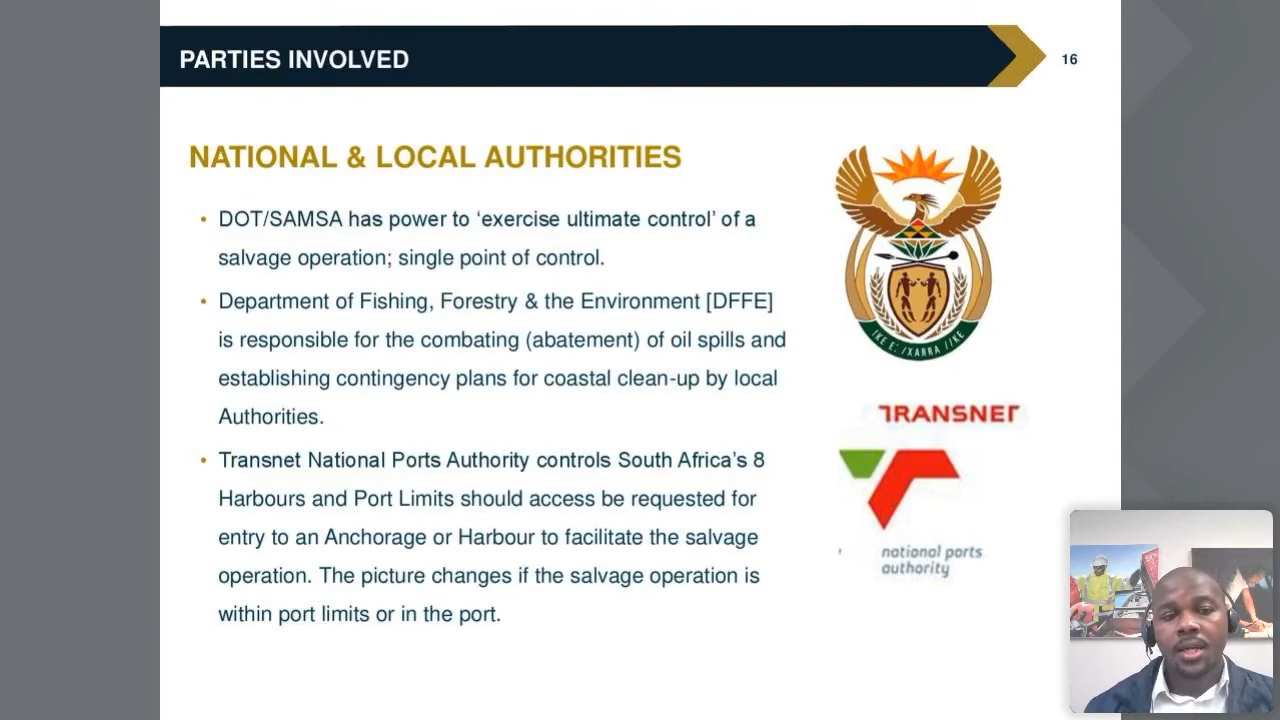 PARTIES INVOLVED
16
NATIONAL & LOCAL AUTHORITIES
• DOT/SAMSA has power to ‘exercise ultimate control’ of a
salvage operation; single point of control.
• Department of Fishing, Forestry & the Environment [DFFE]
is responsible for the combating (abatement) of oil spills and
establishing contingency plans for coastal clean-up by local
Authorities.
• Transnet National Ports Authority controls South Africa’s 8
Harbours and Port Limits should access be requested for
entry to an Anchorage or Harbour to facilitate the salvage
operation. The picture changes if the salvage operation is
within port limits or in the port.
!KE E: /XARRA //KE
TRANSNET
national ports
authority